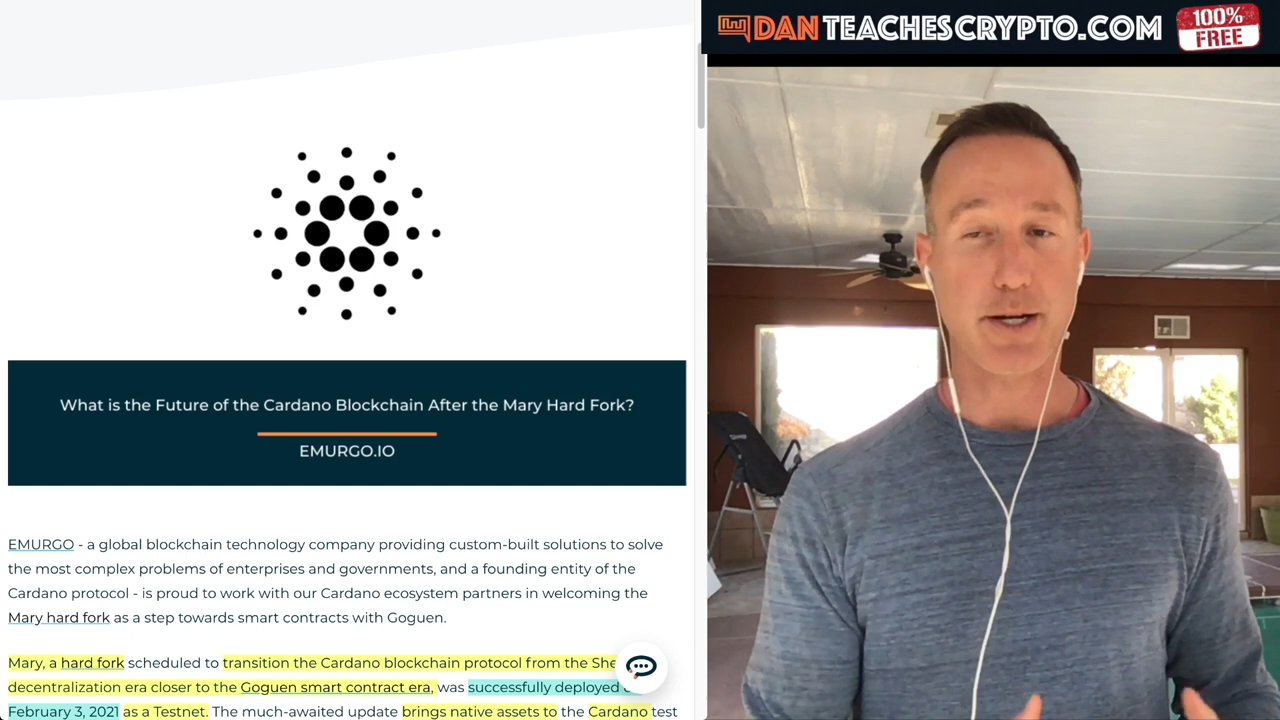 DANTEACHESCRYPTO.COM
100%
FREE
What is the Future of the Cardano Blockchain After the Mary Hard Fork?
EMURGO.IO
EMURGO - a global blockchain technology company providing custom-built solutions to solve
the most complex problems of enterprises and governments, and a founding entity of the
Cardano protocol - is proud to work with our Cardano ecosystem partners in welcoming the
Mary hard fork as a step towards smart contracts with Goguen.
Mary, a hard fork scheduled to transition the Cardano blockchain protocol from the
decentralization era closer to the Goguen smart contract era, was successfully deployed
February 3, 2021 as a Testnet. The much-awaited update brings native assets to the Cardano test